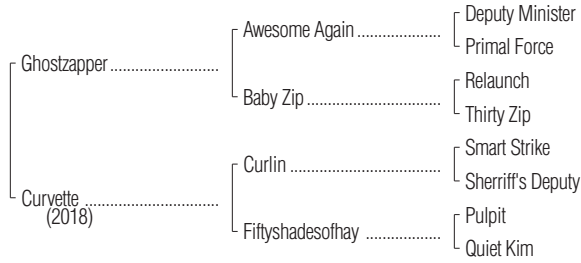 Deputy Minister
Awesome Again
Primal Force
Ghostzapper
Relaunch
Baby Zip
Thirty Zip
Smart Strike
Curlin
Sherriff's Deputy
Curvette
(2018)
Pulpit
Fiftyshadesofhay
Quiet Kim